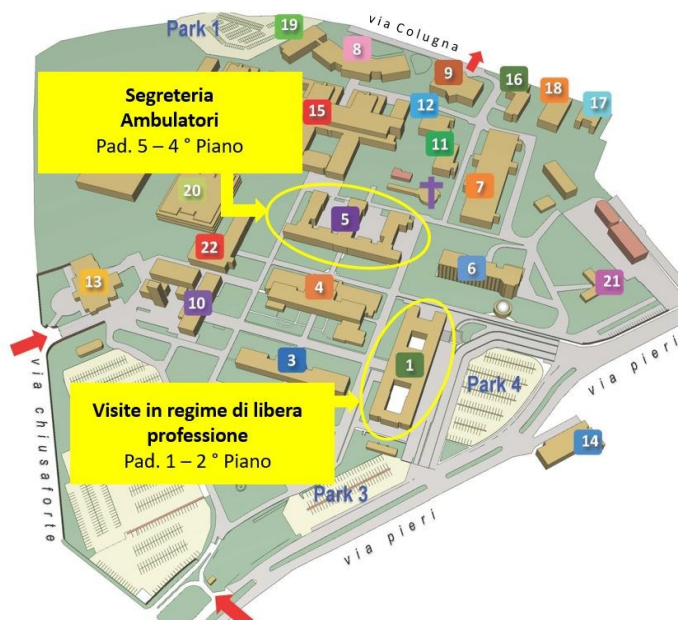 19
Park 1
via Colugna
8
9
16
18
17
Segreteria
Ambulatori
Pad. 5 – 4 ° Piano
15
12
11
7
20
5
22
6
13
10
4
21
3
1
via chiusaforte
Visite in regime di libera
professione
Pad. 1 – 2 ° Piano
Park 4
via pieri
14
Park 3
via pieri